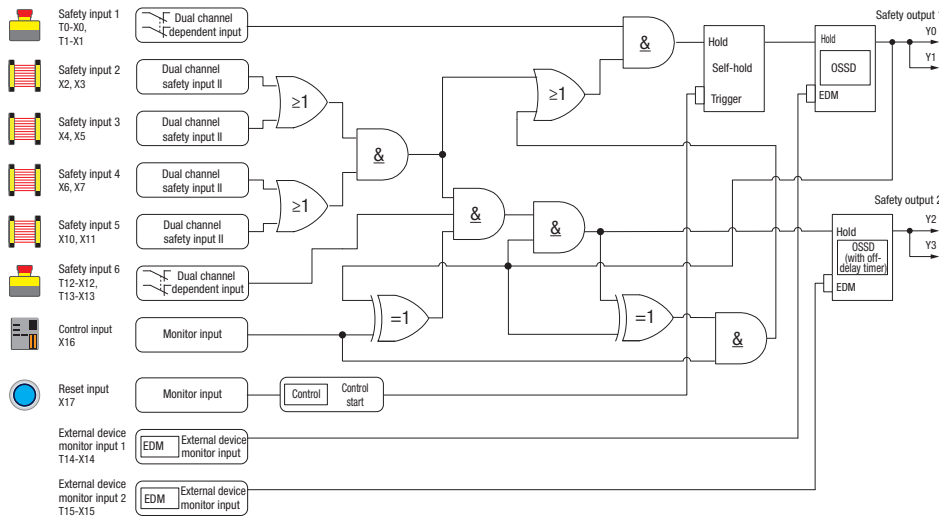 Safety input 1
T0-X0,
T1-X1
Dual channel
dependent input
Safety input 2
X2, X3
Dual channel
safety input II
Safety input 3
X4, X5
Dual channel
safety input II
Safety input 4
X6, X7
Dual channel
safety input II
Safety input 5
X10, X11
Dual channel
safety input II
Safety input 6
T12-X12,
T13-X13
Dual channel
dependent input
Control input
X16
Monitor input
Reset input
X17
Monitor input
Control
Control
start
External device
monitor input 1
T14-X14
EDM
External device
monitor input
External device
monitor input 2
T15-X15
EDM
External device
monitor input
≥1
≥1
&
&
&
=1
≥1
&
=1
&
Hold
Self-hold
Trigger
Hold
OSSD
EDM
Safety output 1
Y0
Y1
Safety output 2
Hold
OSSD
(with off-
delay timer)
EDM
Y2
Y3